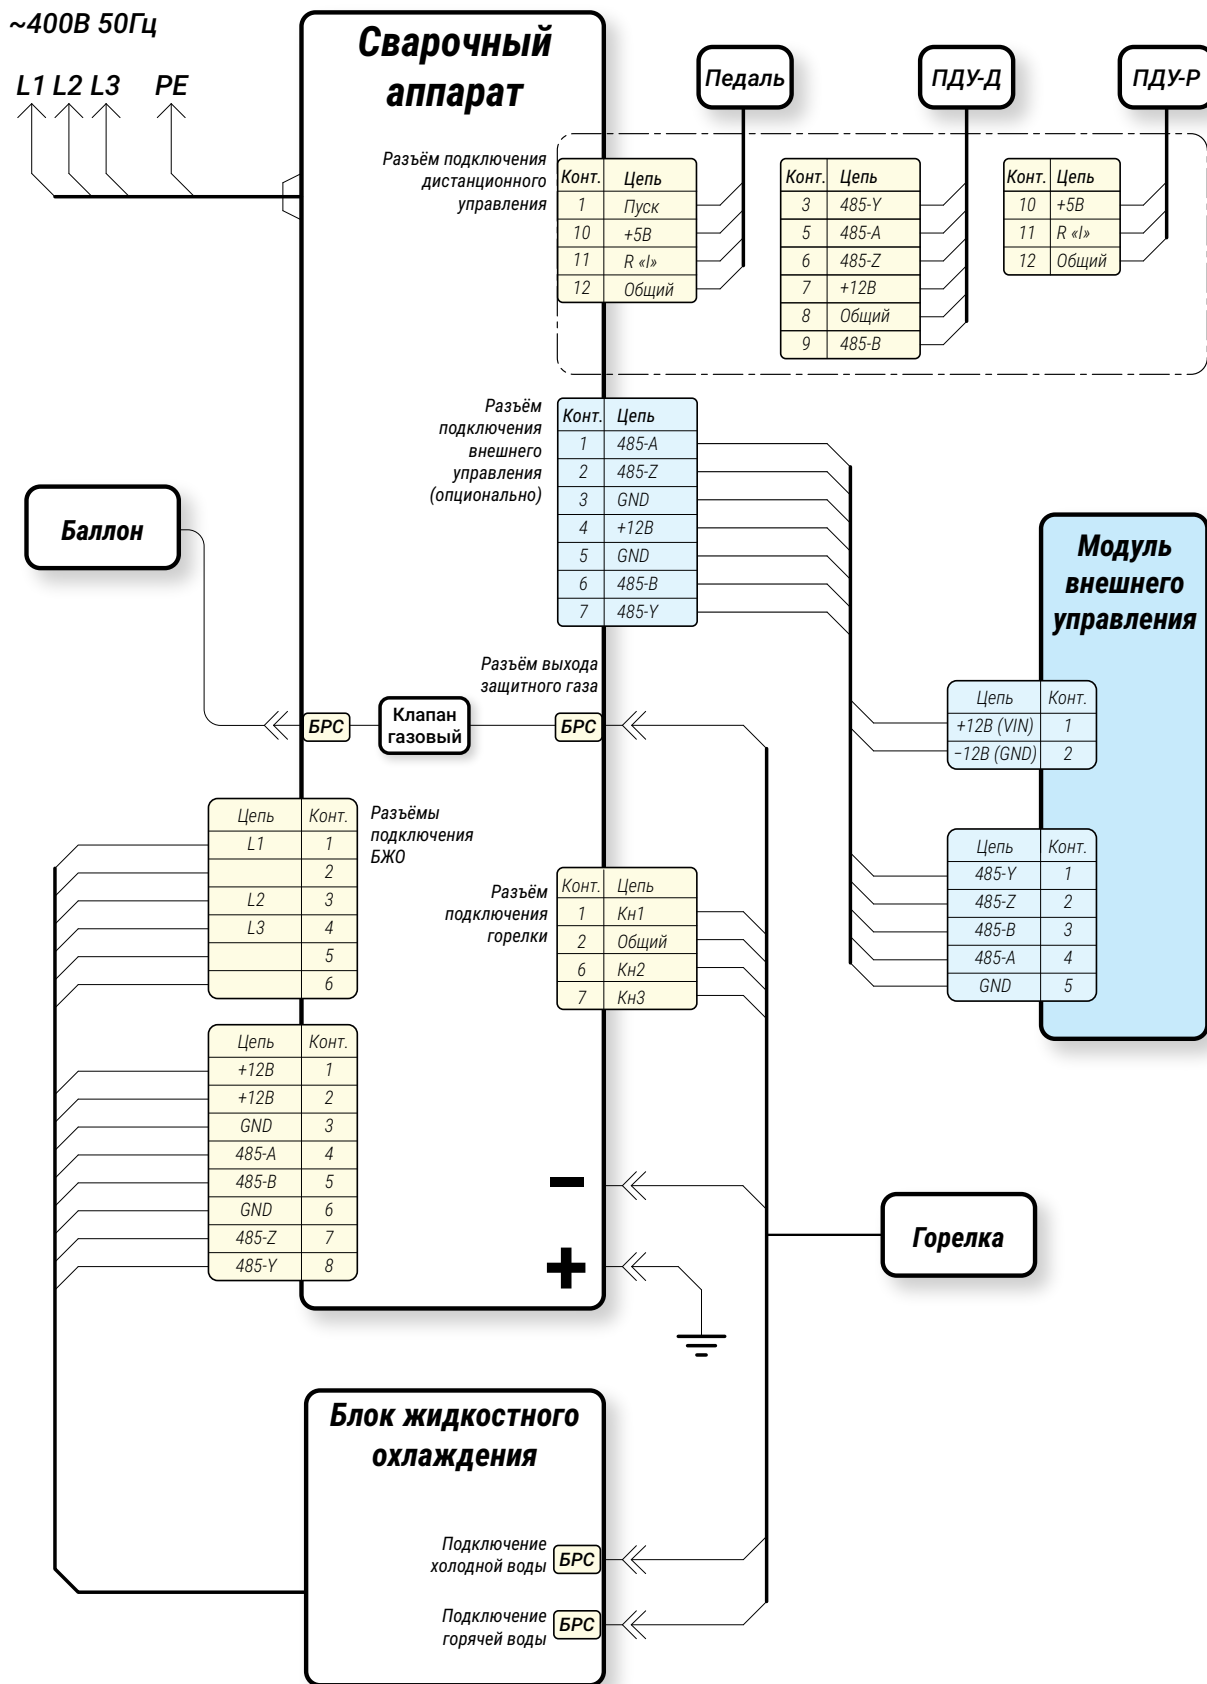 ~400В 50Гц
L1 L2 L3 PE
Сварочный
аппарат
Педаль
ПДУ-Д
ПДУ-Р
Разъём подключения
дистанционного
управления
Конт. Цепь
1 Пуск
10 +5В
11 R «I»
12 Общий
Конт. Цепь
3 485-Y
5 485-A
6 485-Z
7 +12В
8 Общий
9 485-B
Конт. Цепь
10 +5В
11 R «I»
12 Общий
Разъём
подключения
внешнего
управления
(опционально)
Конт. Цепь
1 485-A
2 485-Z
3 GND
4 +12В
5 GND
6 485-B
7 485-Y
Баллон
Модуль
внешнего
управления
Разъём выхода
защитного газа
БРС
Клапан
газовый
БРС
Цепь Конт.
+12В (VIN) 1
−12В (GND) 2
Цепь Конт.
485-Y 1
485-Z 2
485-B 3
485-A 4
GND 5
Цепь Конт.
L1 1
2
L2 3
L3 4
5
6
Разъёмы
подключения
БЖО
Разъём
подключения
горелки
Конт. Цепь
1 Кн1
2 Общий
6 Кн2
7 Кн3
Цепь Конт.
+12В 1
+12В 2
GND 3
485-A 4
485-B 5
GND 6
485-Z 7
485-Y 8
−
+
Горелка
Блок жидкостного
охлаждения
Подключение
холодной воды
БРС
Подключение
горячей воды
БРС